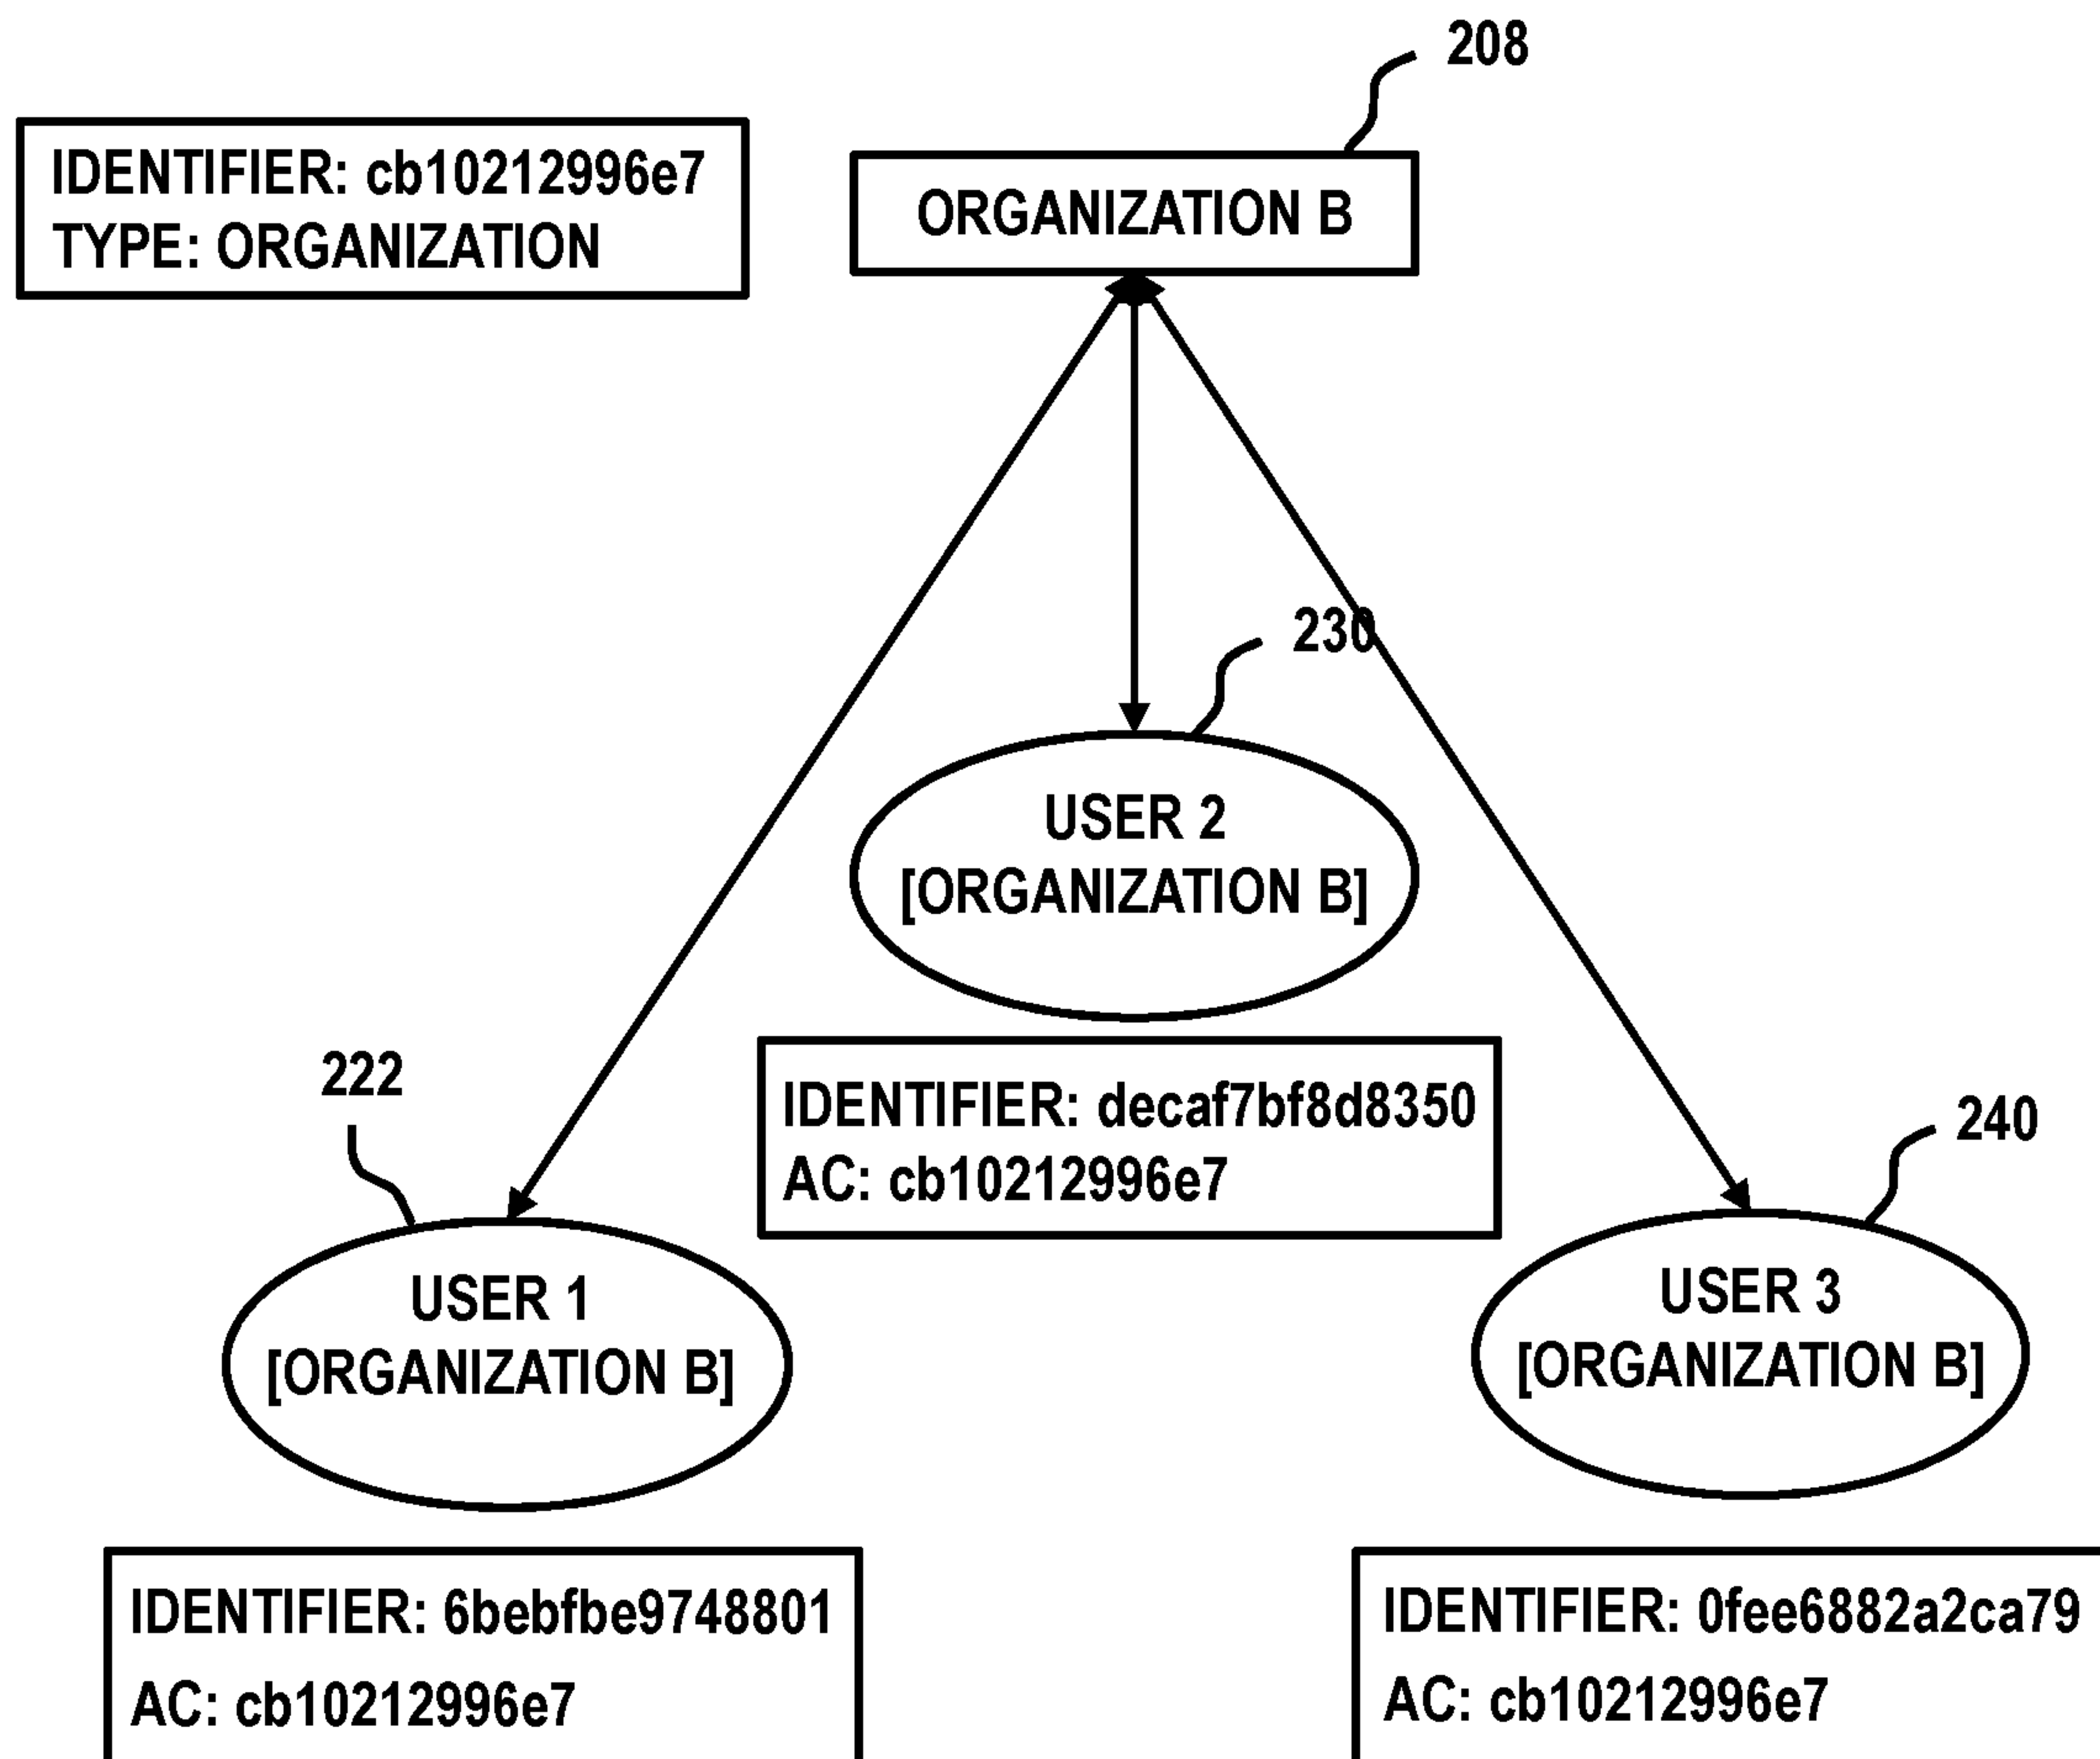 208
IDENTIFIER: cb10212996e7
TYPE: ORGANIZATION
ORGANIZATION B
230
USER 2
[ORGANIZATION B]
IDENTIFIER: decaf7bf8d8350
AC: cb10212996e7
222
240
USER 1
[ORGANIZATION B]
USER 3
[ORGANIZATION B]
IDENTIFIER: 6bebfbe9748801
AC: cb10212996e7
IDENTIFIER: 0fee6882a2ca79
AC: cb10212996e7